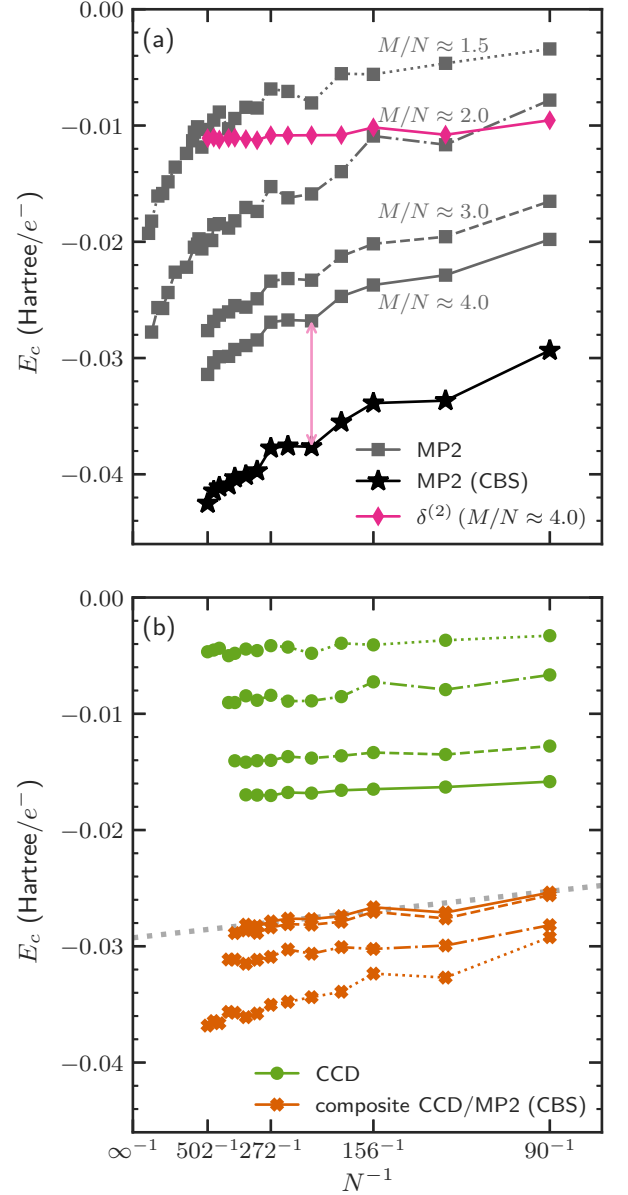 (a)
0.00
−0.01
−0.02
−0.03
−0.04
E_c (Hartree/e⁻)
M/N ≈ 1.5
M/N ≈ 2.0
M/N ≈ 3.0
M/N ≈ 4.0
MP2
MP2 (CBS)
δ⁽²⁾ (M/N ≈ 4.0)
(b)
0.00
−0.01
−0.02
−0.03
−0.04
E_c (Hartree/e⁻)
CCD
composite CCD/MP2 (CBS)
∞⁻¹ 502⁻¹ 272⁻¹ 156⁻¹ 90⁻¹
N⁻¹